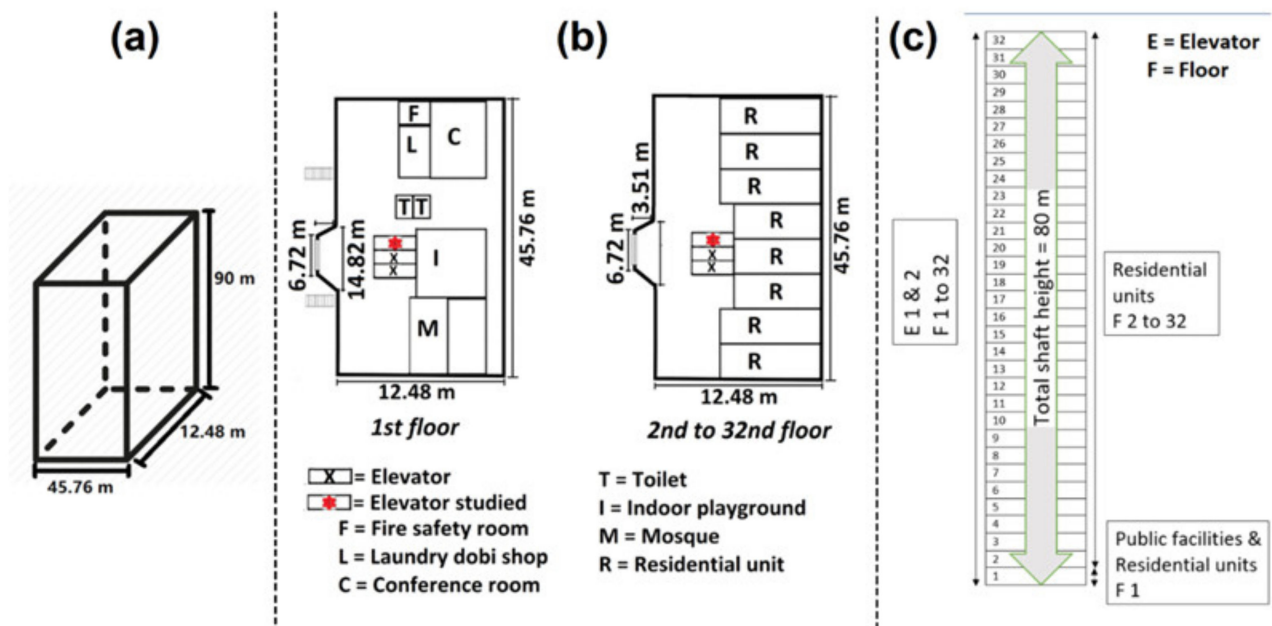 (a)
90 m
12.48 m
45.76 m
(b)
F
L
C
T T
I
X
X
M
6.72 m
14.82 m
45.76 m
12.48 m
1st floor
R
R
R
R
R
R
R
R
X
X
3.51 m
6.72 m
45.76 m
12.48 m
2nd to 32nd floor
X = Elevator
= Elevator studied
F = Fire safety room
L = Laundry dobi shop
C = Conference room
T = Toilet
I = Indoor playground
M = Mosque
R = Residential unit
(c)
E = Elevator
F = Floor
32
31
30
29
28
27
26
25
24
23
22
21
20
19
18
17
16
15
14
13
12
11
10
9
8
7
6
5
4
3
2
1
Total shaft height = 80 m
E 1 & 2
F 1 to 32
Residential
units
F 2 to 32
Public facilities &
Residential units
F 1